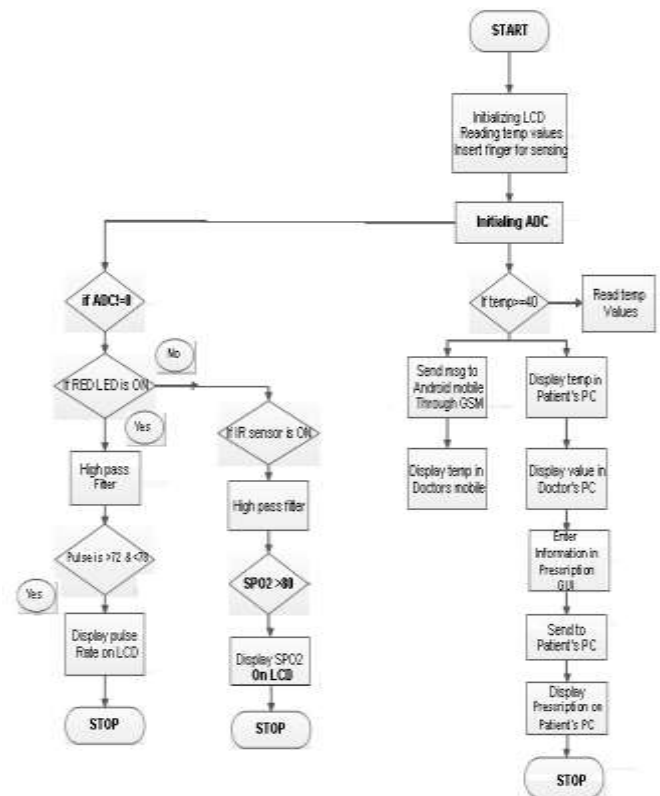 START
Initializing LCD
Reading temp values
Insert finger for sensing
Initialing ADC
if ADC!=0
If temp>=40
Read temp
Values
No
If RED LED is ON
Yes
Send msg to
Android mobile
Through GSM
Display temp in
Patient's PC
If IR sensor is ON
High pass
Filter
Display temp in
Doctors mobile
Display value in
Doctor's PC
High pass filter
Pulse is >72 & <78
Enter
Information in
Prescription
GUI
SPO2 >80
Yes
Display pulse
Rate on LCD
Send to
Patient's PC
Display SPO2
On LCD
Display
Prescription on
Patient's PC
STOP
STOP
STOP